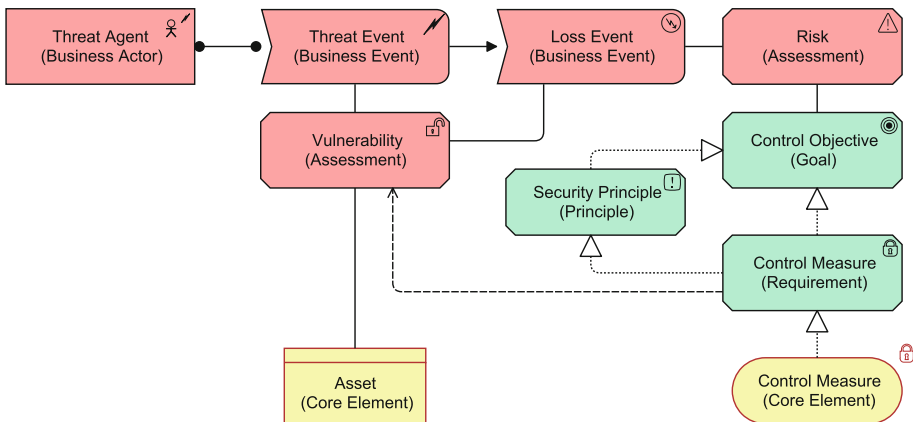 Threat Agent
(Business Actor)
Threat Event
(Business Event)
Loss Event
(Business Event)
Risk
(Assessment)
Vulnerability
(Assessment)
Control Objective
(Goal)
Security Principle
(Principle)
!
Control Measure
(Requirement)
Asset
(Core Element)
Control Measure
(Core Element)